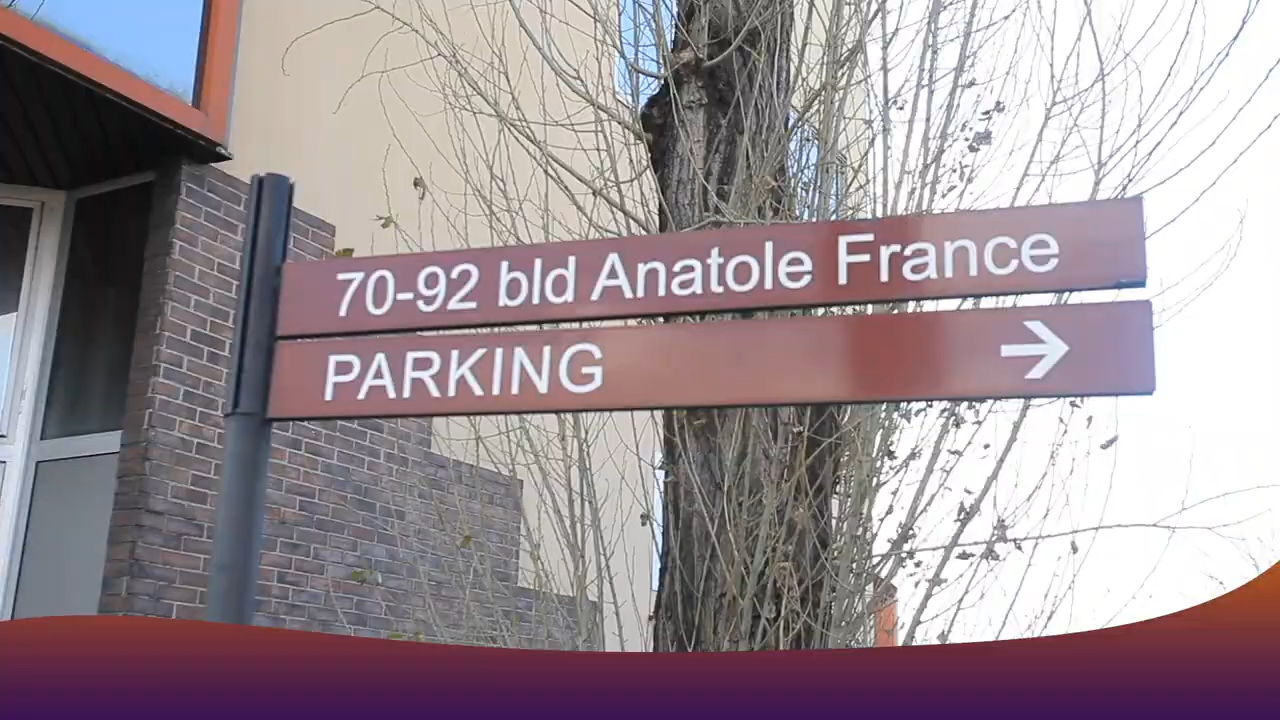 70-92 bld Anatole France
PARKING →